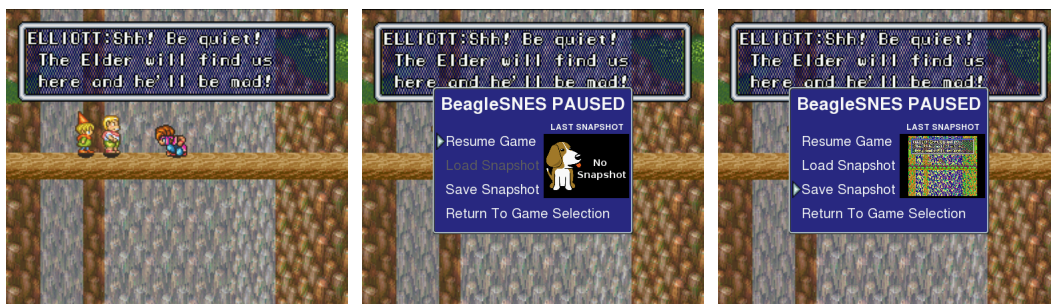 ELLIOTT:Shh! Be quiet!
The Elder will find us
here and he'll be mad!
ELLIOTT:Shh! Be quiet!
The Elder will find us
here and he'll be mad!
BeagleSNES PAUSED
LAST SNAPSHOT
Resume Game
Load Snapshot
No
Snapshot
Save Snapshot
Return To Game Selection
ELLIOTT:Shh! Be quiet!
The Elder will find us
here and he'll be mad!
BeagleSNES PAUSED
LAST SNAPSHOT
Resume Game
Load Snapshot
Save Snapshot
Return To Game Selection